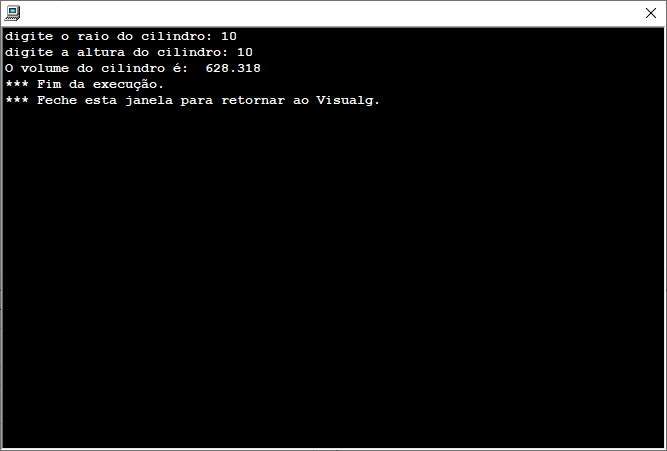 digite o raio do cilindro: 10
digite a altura do cilindro: 10
O volume do cilindro é:  628.318
*** Fim da execução.
*** Feche esta janela para retornar ao Visualg.